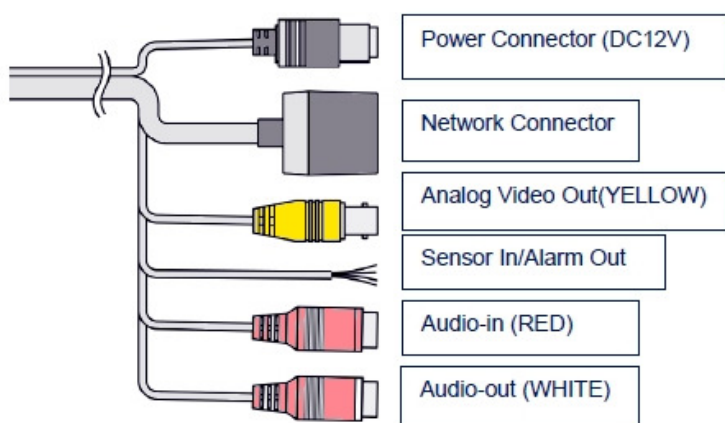 Power Connector (DC12V)
Network Connector
Analog Video Out(YELLOW)
Sensor In/Alarm Out
Audio-in (RED)
Audio-out (WHITE)